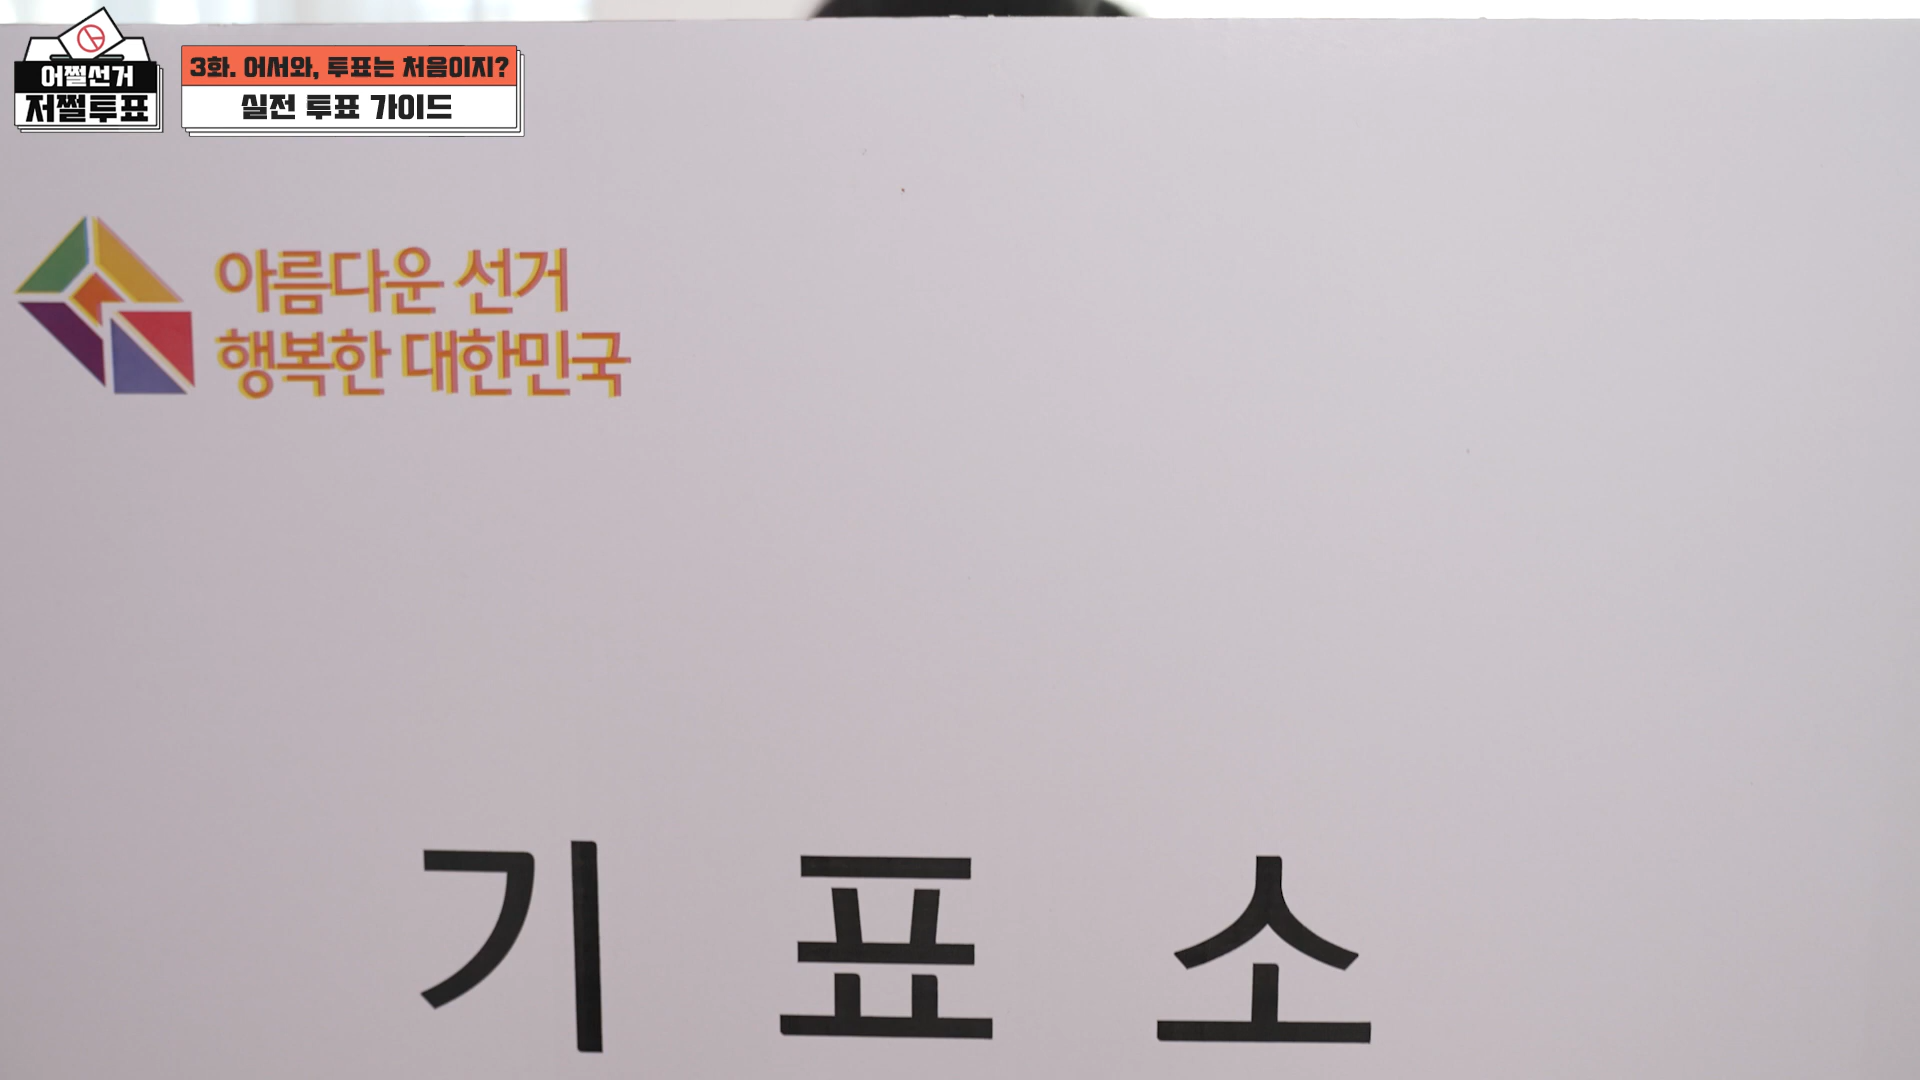 어쩔선거
저쩔투표
3화. 어서와, 투표는 처음이지?
실전 투표 가이드
아름다운 선거
행복한 대한민국
기표소